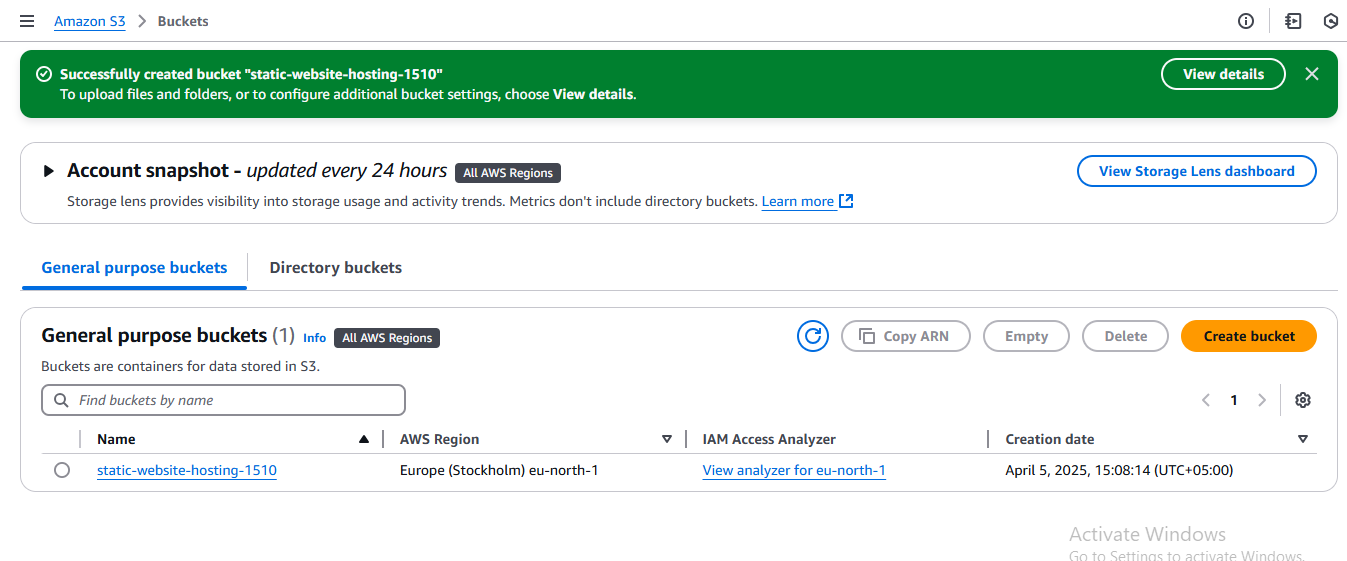 Amazon S3 > Buckets
Successfully created bucket "static-website-hosting-1510"
To upload files and folders, or to configure additional bucket settings, choose View details.
View details
Account snapshot - updated every 24 hours All AWS Regions
View Storage Lens dashboard
Storage lens provides visibility into storage usage and activity trends. Metrics don't include directory buckets. Learn more
General purpose buckets Directory buckets
General purpose buckets (1) Info All AWS Regions
Copy ARN Empty Delete Create bucket
Buckets are containers for data stored in S3.
Find buckets by name
1
Name AWS Region IAM Access Analyzer Creation date
static-website-hosting-1510 Europe (Stockholm) eu-north-1 View analyzer for eu-north-1 April 5, 2025, 15:08:14 (UTC+05:00)
Activate Windows
Go to Settings to activate Windows.